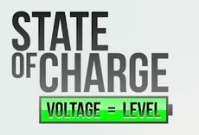 STATE
OF CHARGE
VOLTAGE = LEVEL